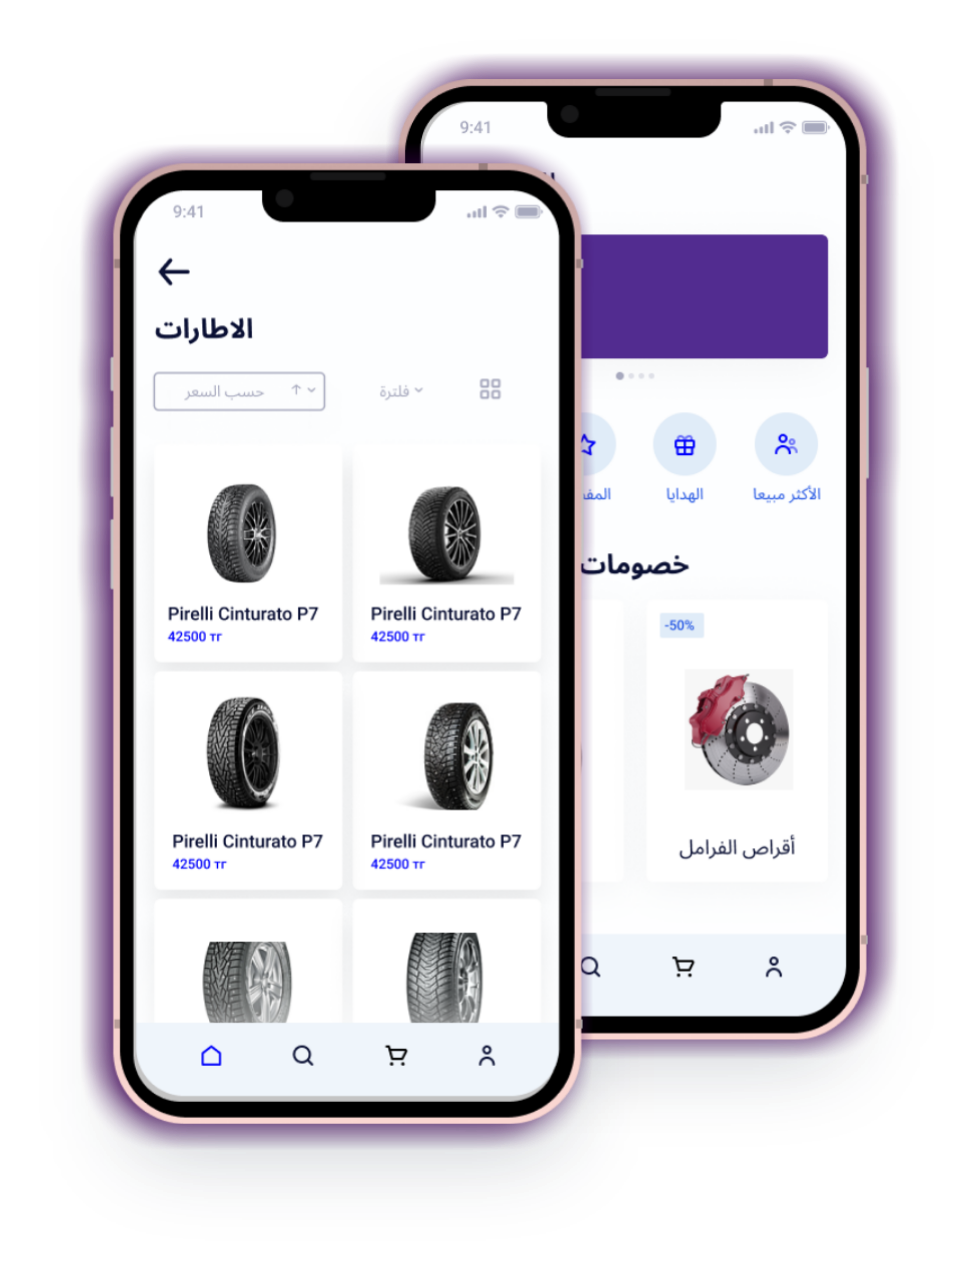 9:41
الاطارات
حسب السعر
فلترة
Pirelli Cinturato P7
42500 тг
Pirelli Cinturato P7
42500 тг
Pirelli Cinturato P7
42500 тг
Pirelli Cinturato P7
42500 тг
9:41
الهدايا
الأكثر مبيعا
خصومات
-50%
أقراص الفرامل